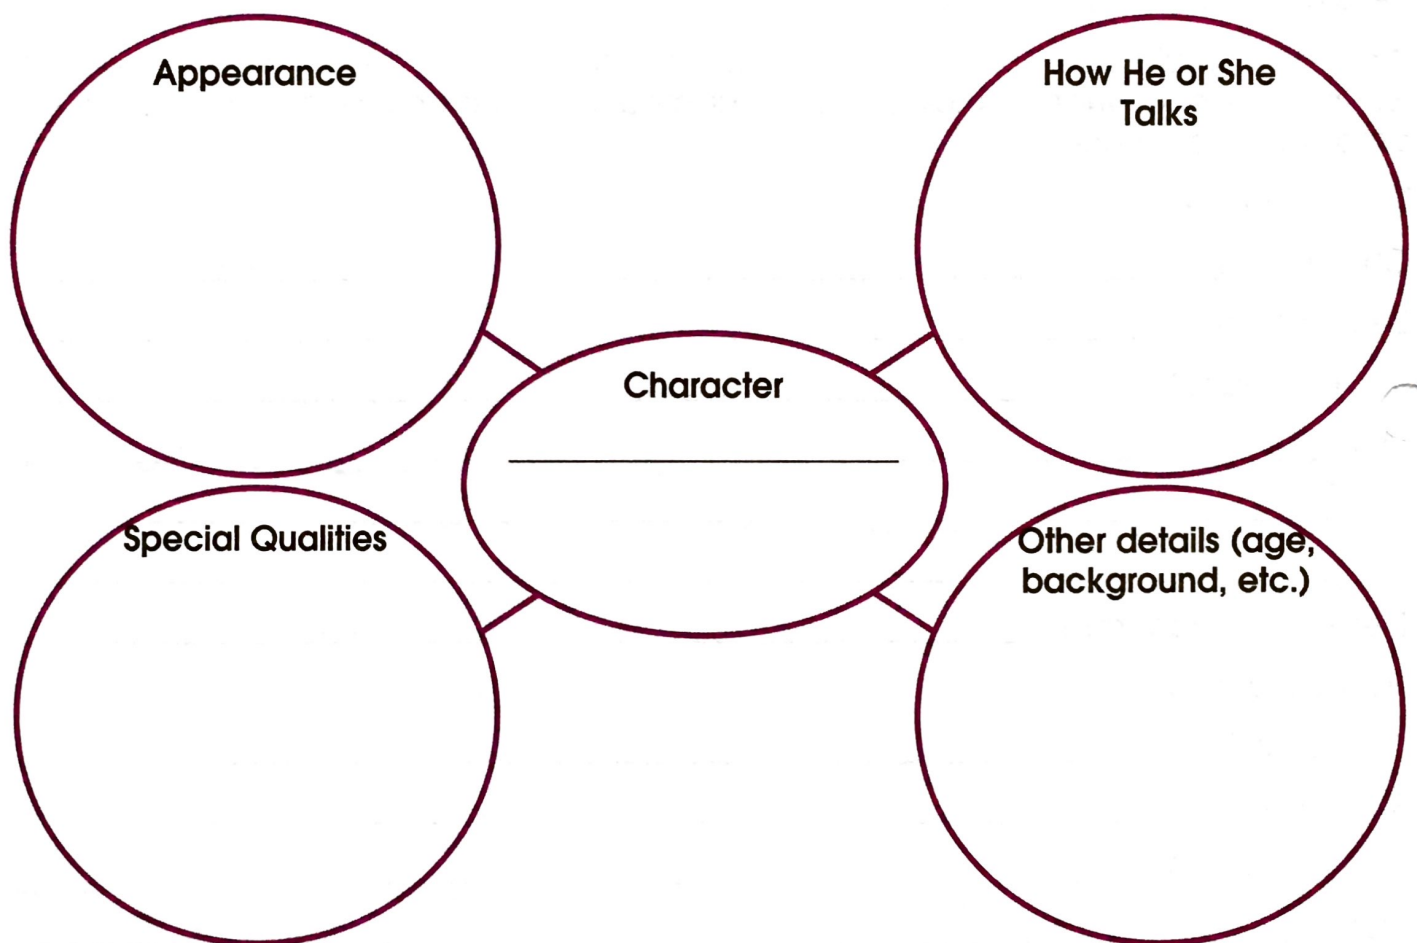 Appearance
How He or She
Talks
Character
Special Qualities
Other details (age,
background, etc.)